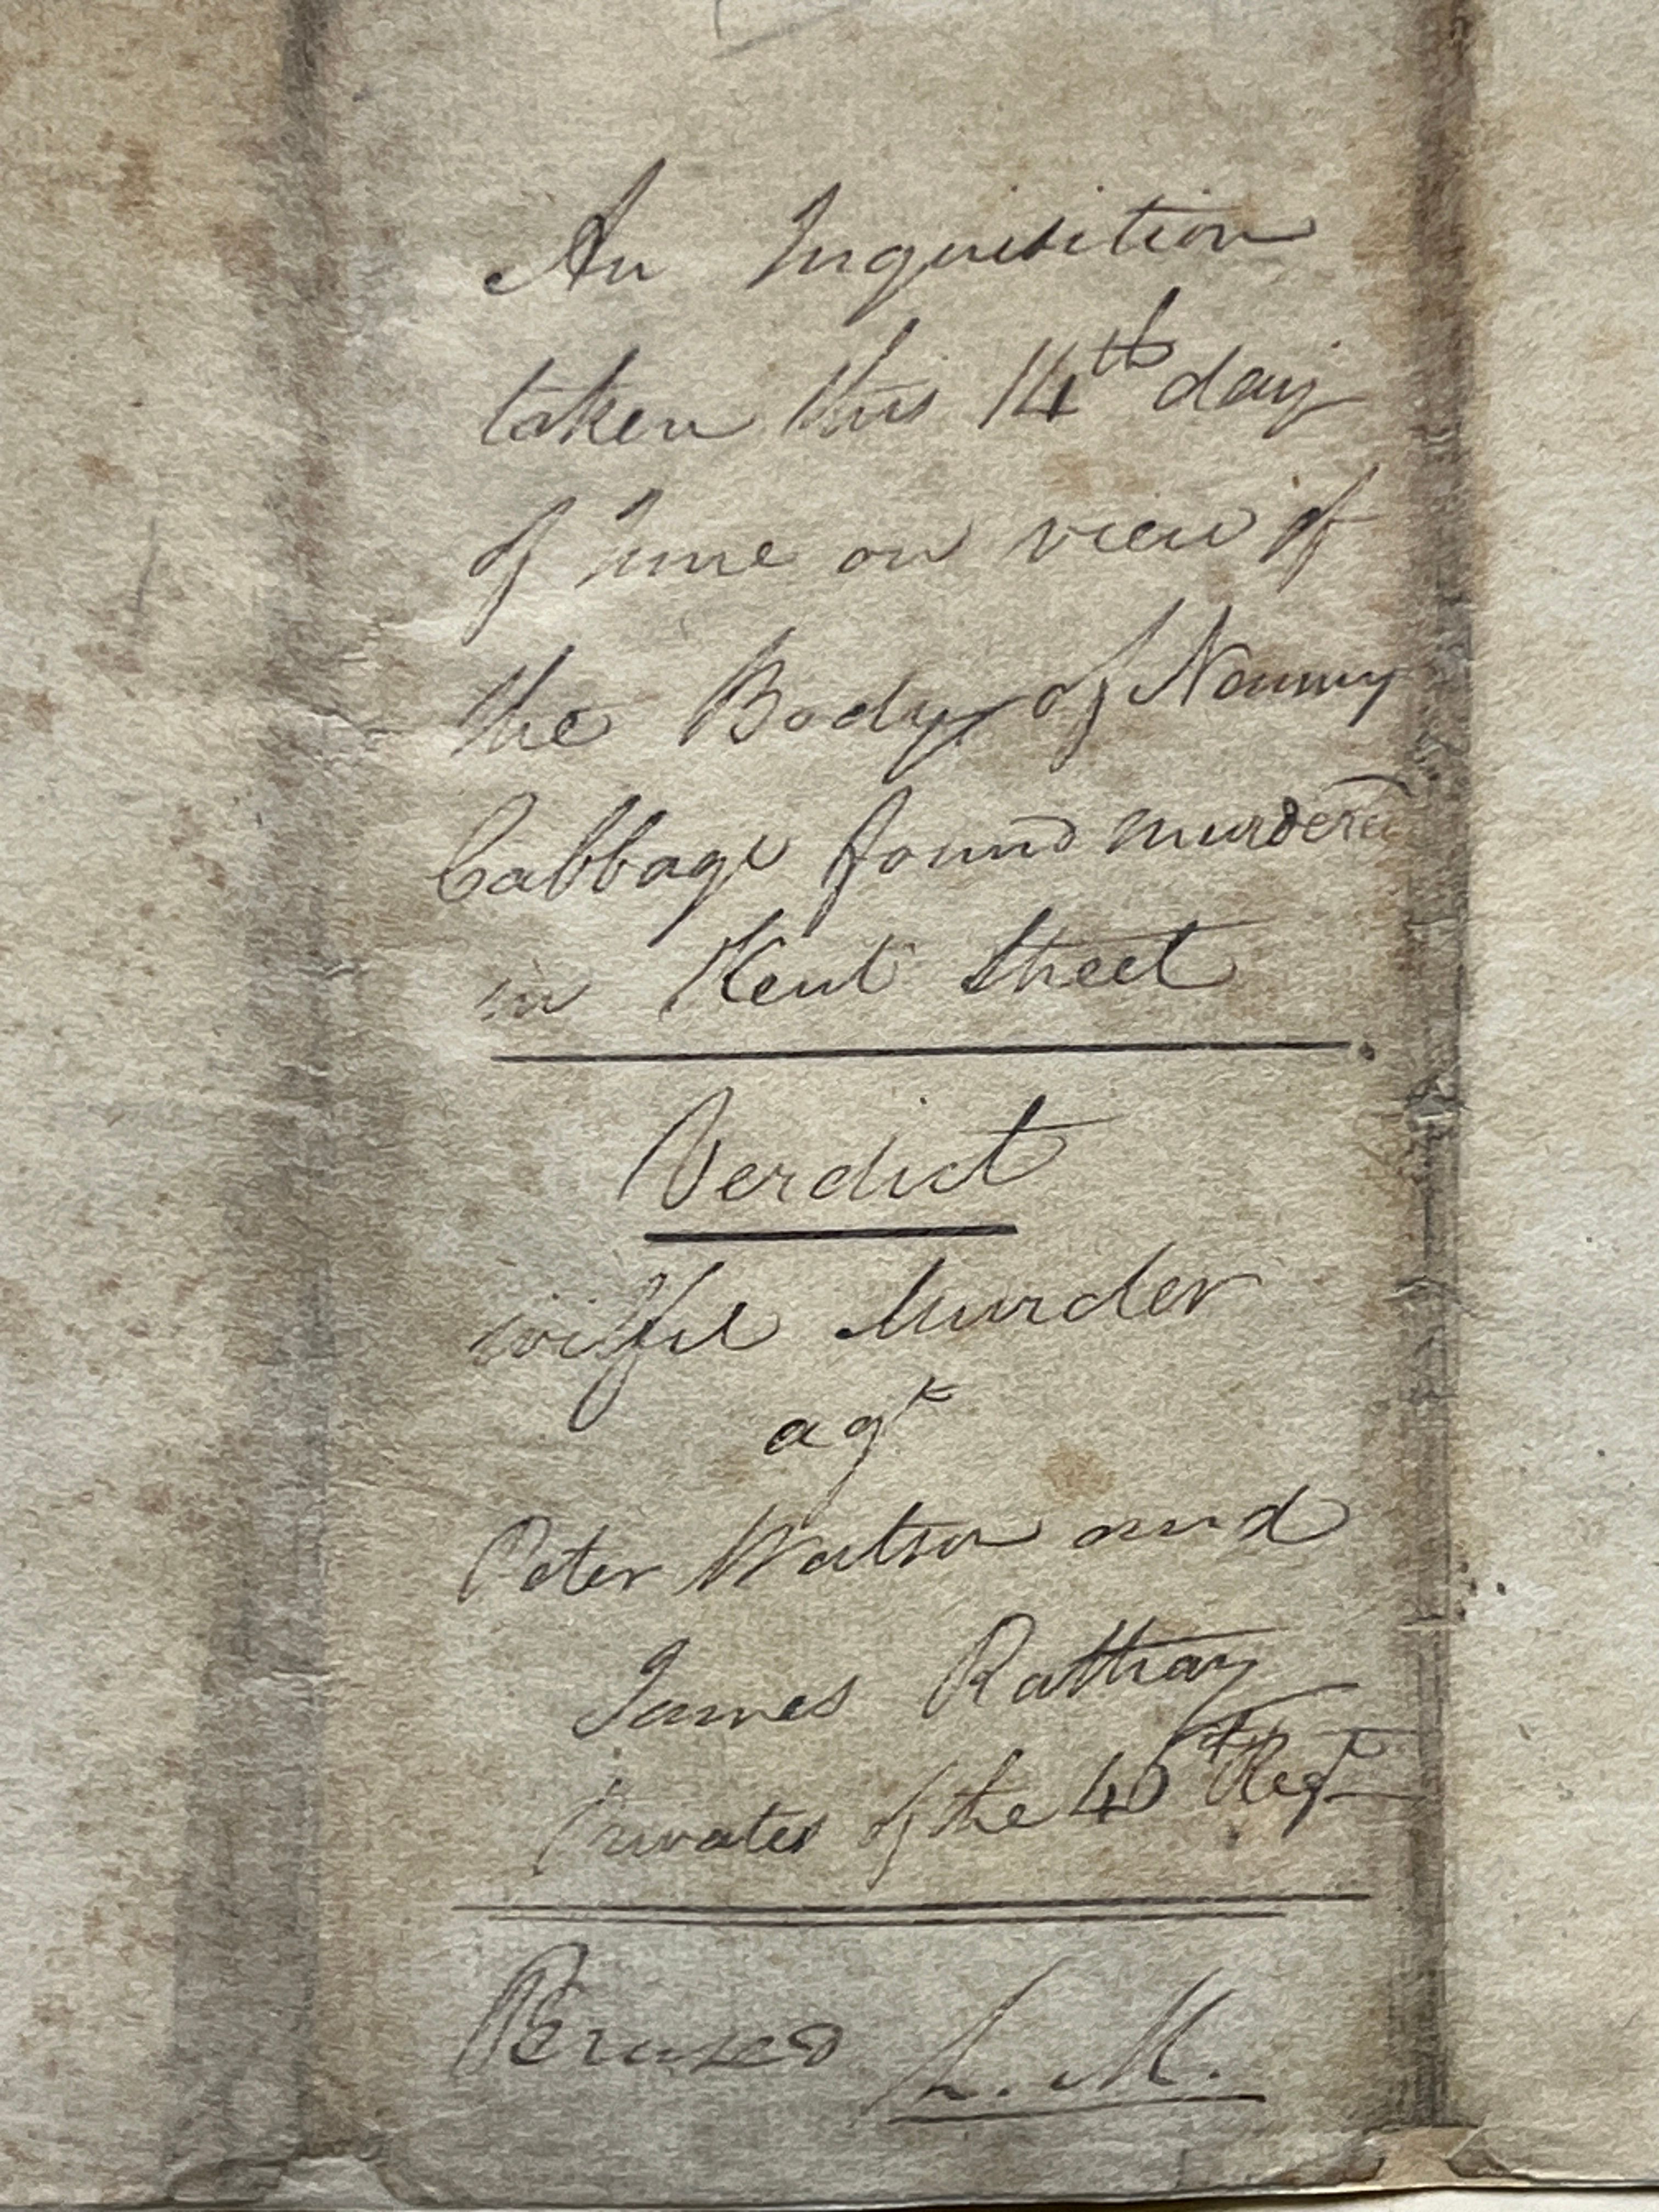 An Inquisition
taken this 14th day
of June on view of
the Body of Nanny
Cabbage found murdered
in Kent Street
Verdict
wilful Murder
agt
Peter Watson and
James Rattray
Privates of the 46th Regt
Perused L. M.